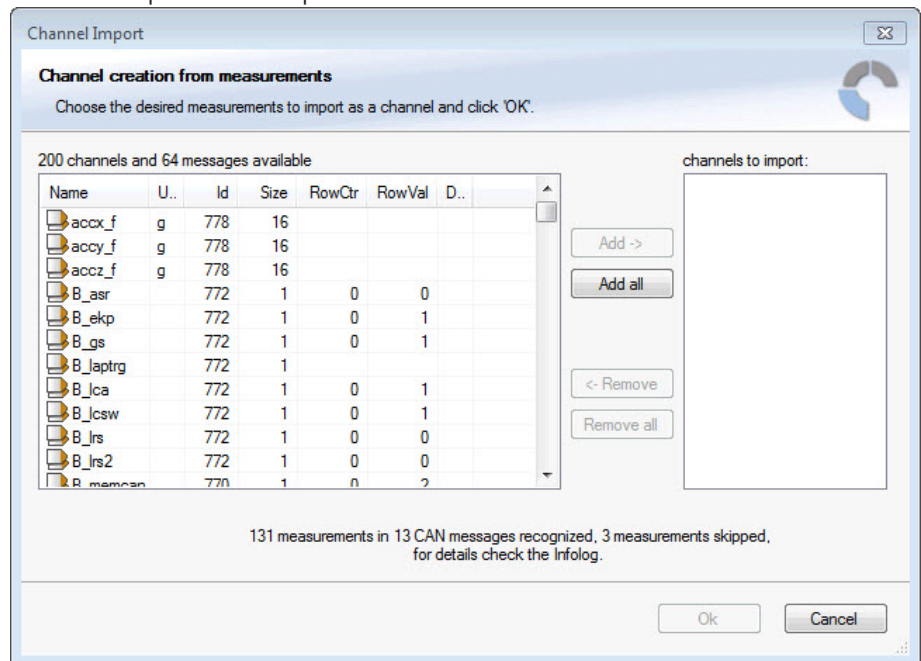 Channel Import
Channel creation from measurements
Choose the desired measurements to import as a channel and click 'OK'.
200 channels and 64 messages available
channels to import:
Name U.. Id Size RowCtr RowVal D..
accx_f g 778 16
accy_f g 778 16
accz_f g 778 16
B_asr 772 1 0 0
B_ekp 772 1 0 1
B_gs 772 1 0 1
B_laptrg 772 1
B_lca 772 1 0 1
B_lcsw 772 1 0 1
B_lrs 772 1 0 0
B_lrs2 772 1 0 0
B_memcan 770 1 0 2
Add ->
Add all
<- Remove
Remove all
131 measurements in 13 CAN messages recognized, 3 measurements skipped,
for details check the Infolog.
Ok
Cancel